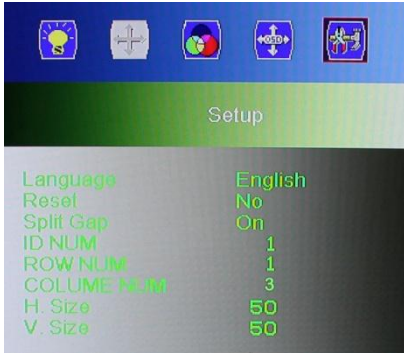 OSD
Setup
Language English
Reset No
Split Gap On
ID NUM 1
ROW NUM 1
COLUME NUM 3
H. Size 50
V. Size 50